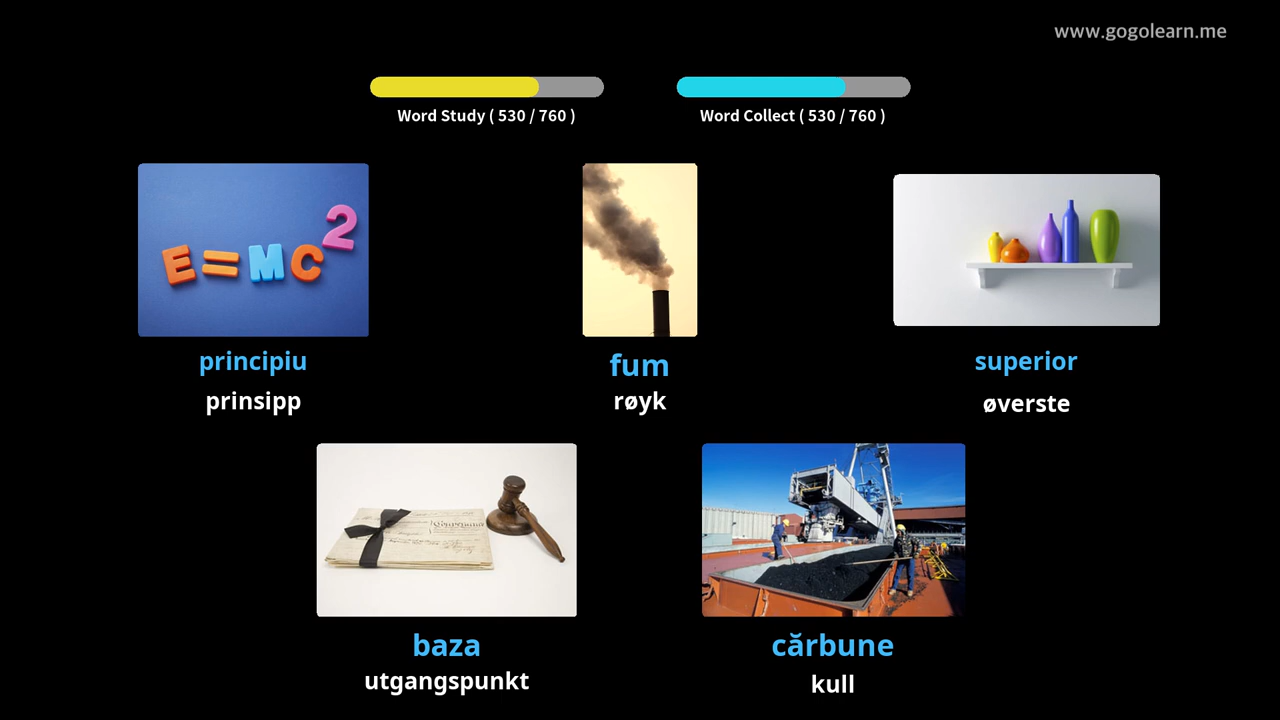 www.gogolearn.me
Word Study ( 530 / 760 )
Word Collect ( 530 / 760 )
E=MC2
principiu
prinsipp
fum
røyk
superior
øverste
baza
utgangspunkt
cărbune
kull